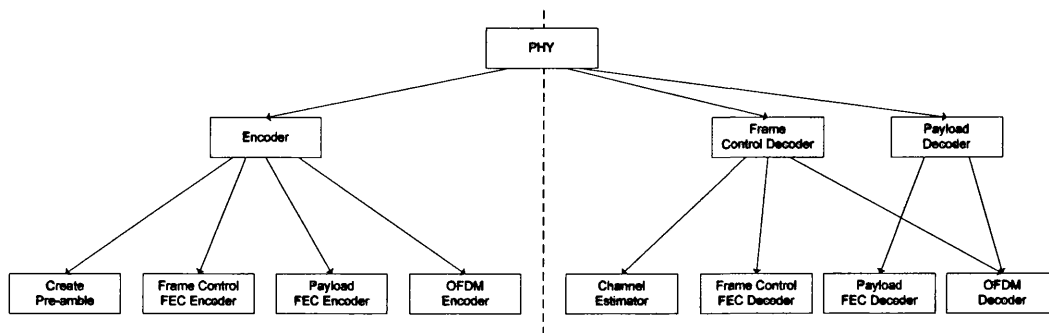 PHY
Encoder
Frame
Control Decoder
Payload
Decoder
Create
Pre-amble
Frame Control
FEC Encoder
Payload
FEC Encoder
OFDM
Encoder
Channel
Estimator
Frame Control
FEC Decoder
Payload
FEC Decoder
OFDM
Decoder